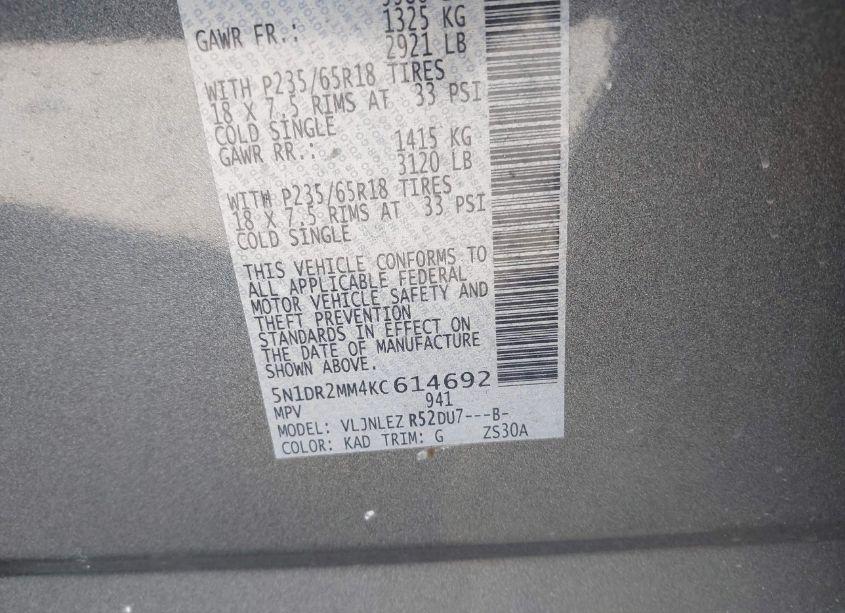 GAWR FR.: 1325 KG
2921 LB
WITH P235/65R18 TIRES
18 X 7.5 RIMS AT 33 PSI
COLD SINGLE
GAWR RR.: 1415 KG
3120 LB
WITH P235/65R18 TIRES
18 X 7.5 RIMS AT 33 PSI
COLD SINGLE
THIS VEHICLE CONFORMS TO
ALL APPLICABLE FEDERAL
MOTOR VEHICLE SAFETY AND
THEFT PREVENTION
STANDARDS IN EFFECT ON
THE DATE OF MANUFACTURE
SHOWN ABOVE.
5N1DR2MM4KC614692
MPV 941
MODEL: VLJNLEZ R52DU7---B-
COLOR: KAD TRIM: G ZS30A